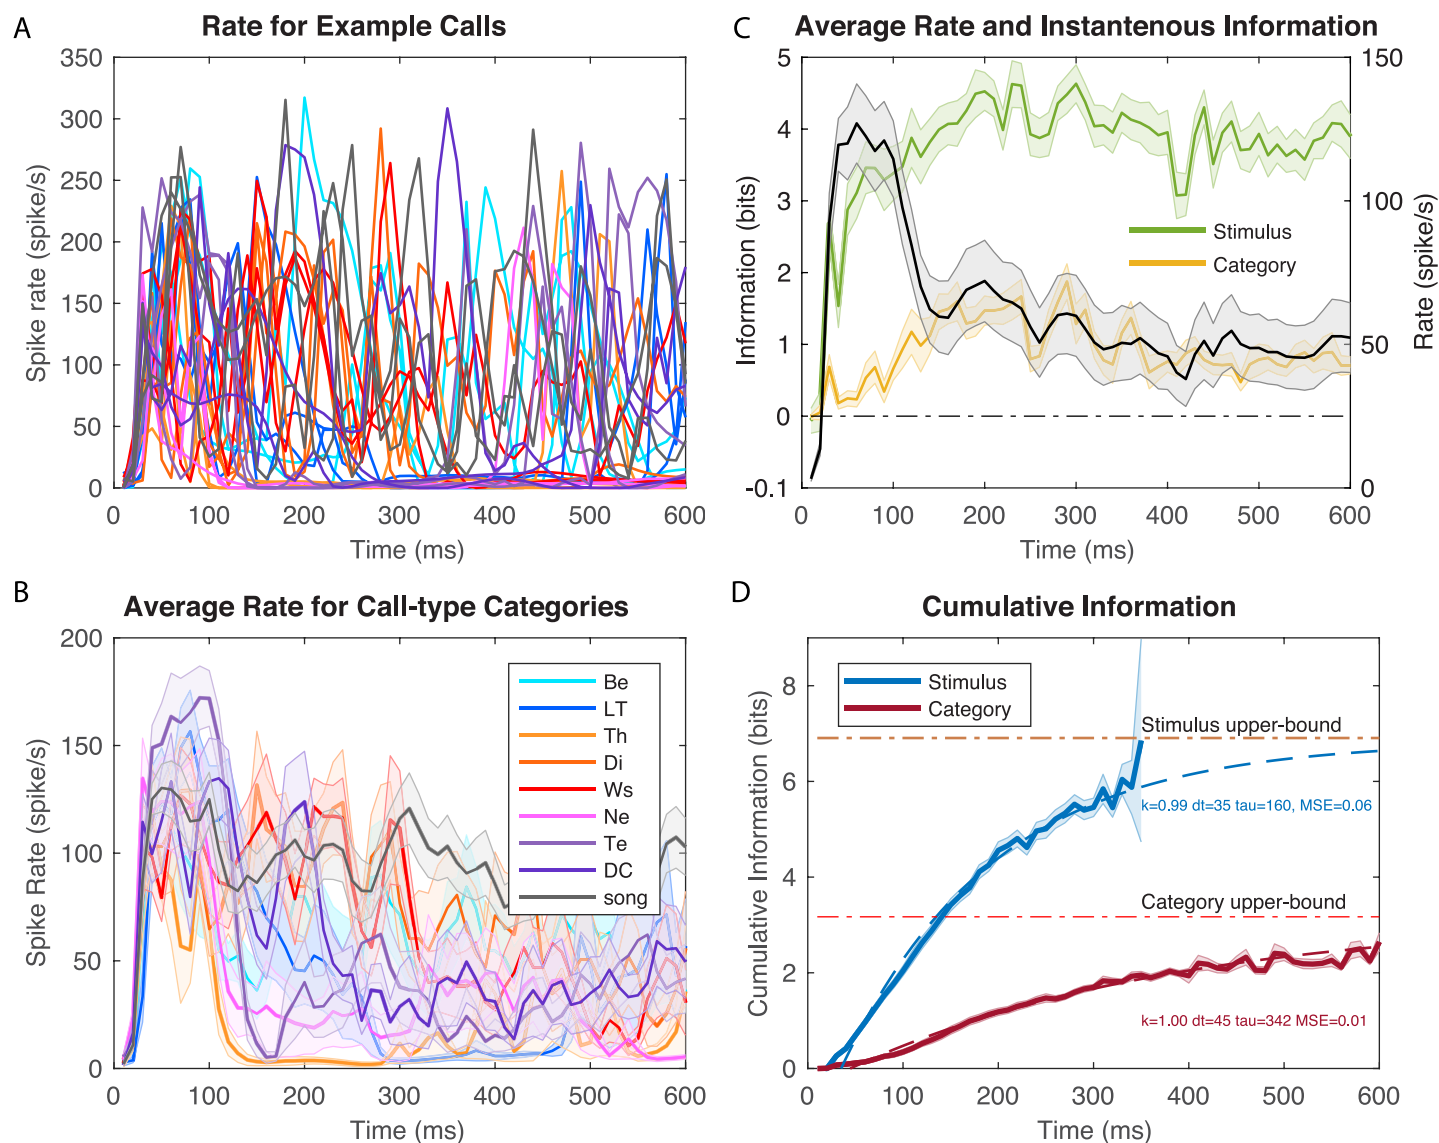 A
Rate for Example Calls
350
300
250
200
150
100
50
0
Spike rate (spike/s)
0 100 200 300 400 500 600
Time (ms)
C
Average Rate and Instantenous Information
5
4
3
2
1
0
-0.1
Information (bits)
150
100
50
0
Rate (spike/s)
Stimulus
Category
0 100 200 300 400 500 600
Time (ms)
B
Average Rate for Call-type Categories
200
150
100
50
0
Spike Rate (spike/s)
Be
LT
Th
Di
Ws
Ne
Te
DC
song
0 100 200 300 400 500 600
Time (ms)
D
Cumulative Information
8
6
4
2
0
Cumulative Information (bits)
Stimulus
Category
Stimulus upper-bound
k=0.99 dt=35 tau=160, MSE=0.06
Category upper-bound
k=1.00 dt=45 tau=342 MSE=0.01
0 100 200 300 400 500 600
Time (ms)